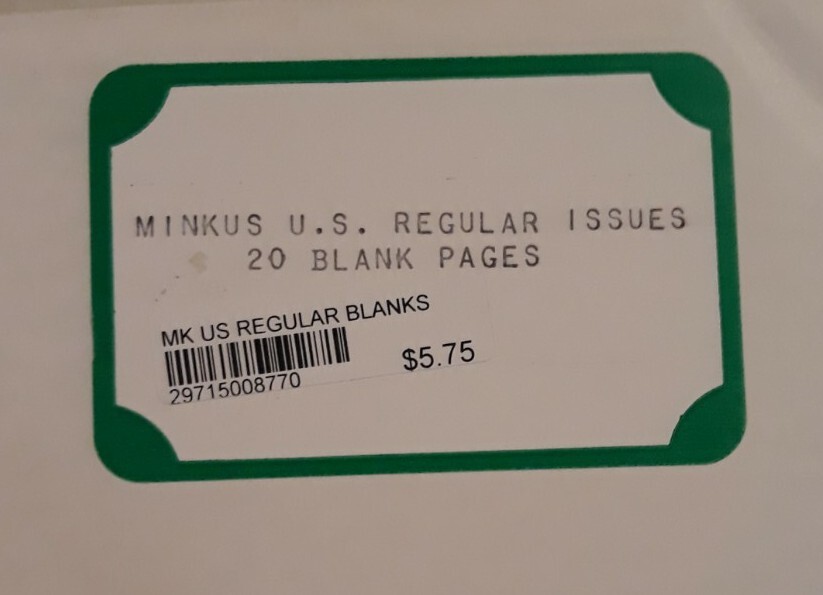 MINKUS U.S. REGULAR ISSUES
20 BLANK PAGES
MK US REGULAR BLANKS
$5.75
29715008770